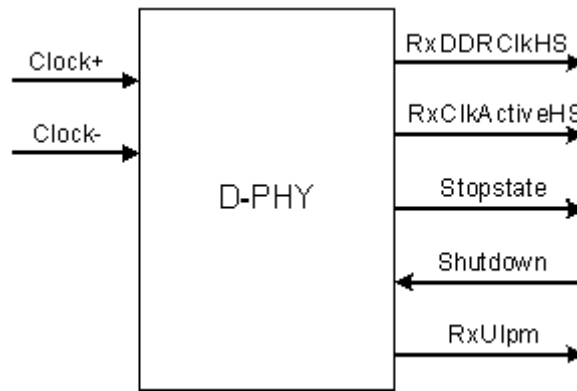 RxDDRClkHS
Clock+
RxClkActiveHS
Clock-
D-PHY
Stopstate
Shutdown
RxUlpm